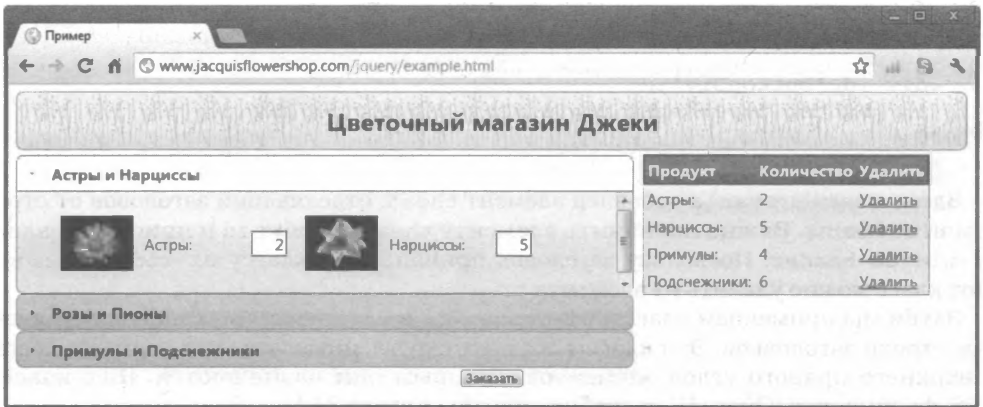 Пример
www.jacquisflowershop.com/jquery/example.html
Цветочный магазин Джеки
Астры и Нарциссы
Астры: 2
Нарциссы: 5
Розы и Пионы
Примулы и Подснежники
Продукт Количество Удалить
Астры: 2 Удалить
Нарциссы: 5 Удалить
Примулы: 4 Удалить
Подснежники: 6 Удалить
Заказать